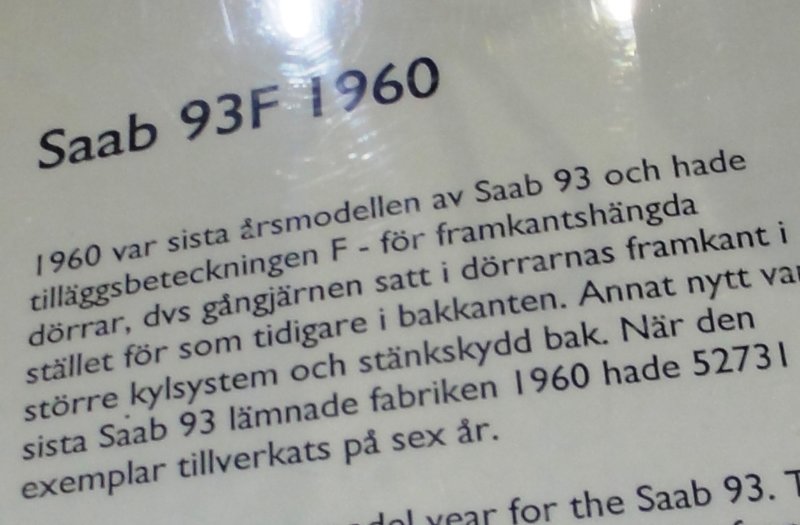 Saab 93F 1960
1960 var sista årsmodellen av Saab 93 och hade
tilläggsbeteckningen F - för framkantshängda
dörrar, dvs gångjärnen satt i dörrarnas framkant i
stället för som tidigare i bakkanten. Annat nytt var
större kylsystem och stänkskydd bak. När den
sista Saab 93 lämnade fabriken 1960 hade 52731
exemplar tillverkats på sex år.
year for the Saab 93.